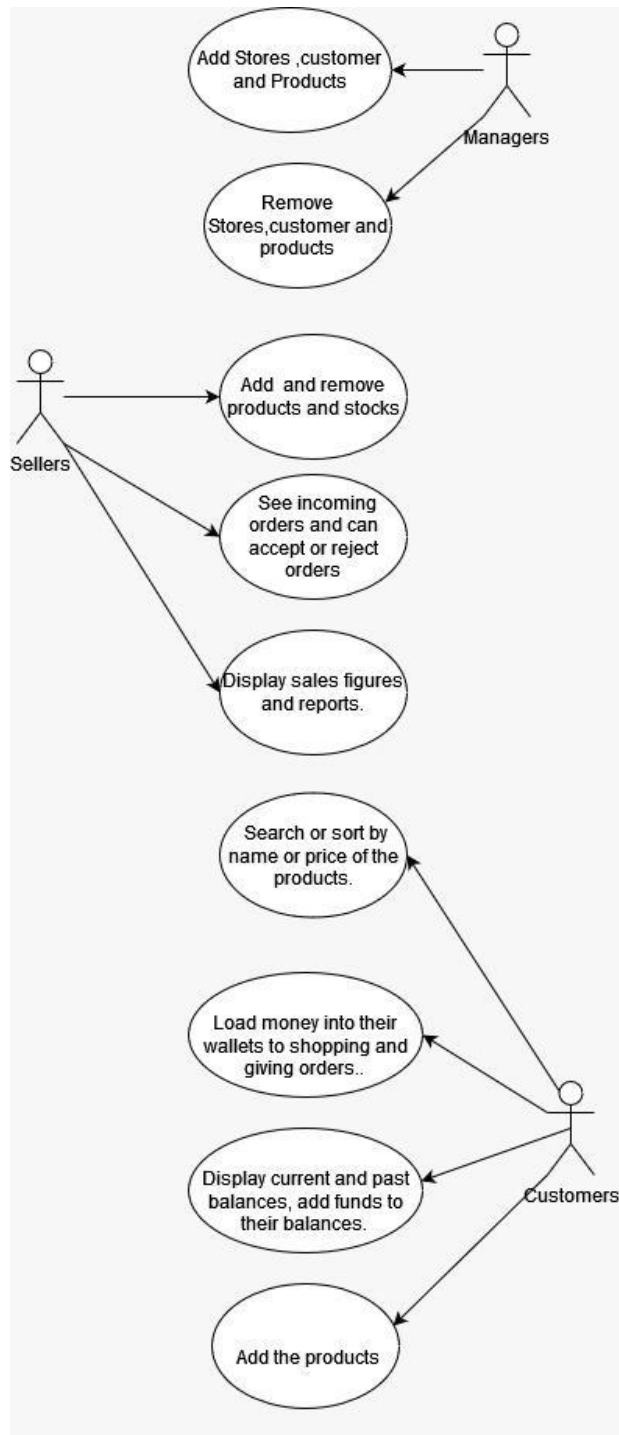 Add Stores ,customer
and Products
Managers
Remove
Stores,customer and
products
Add and remove
products and stocks
Sellers
See incoming
orders and can
accept or reject
orders
Display sales figures
and reports.
Search or sort by
name or price of the
products.
Load money into their
wallets to shopping and
giving orders..
Display current and past
balances, add funds to
their balances.
Customers
Add the products